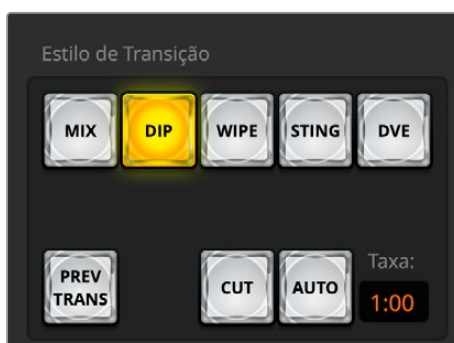 Estilo de Transição
MIX DIP WIPE STING DVE
PREV TRANS CUT AUTO Taxa:
1:00